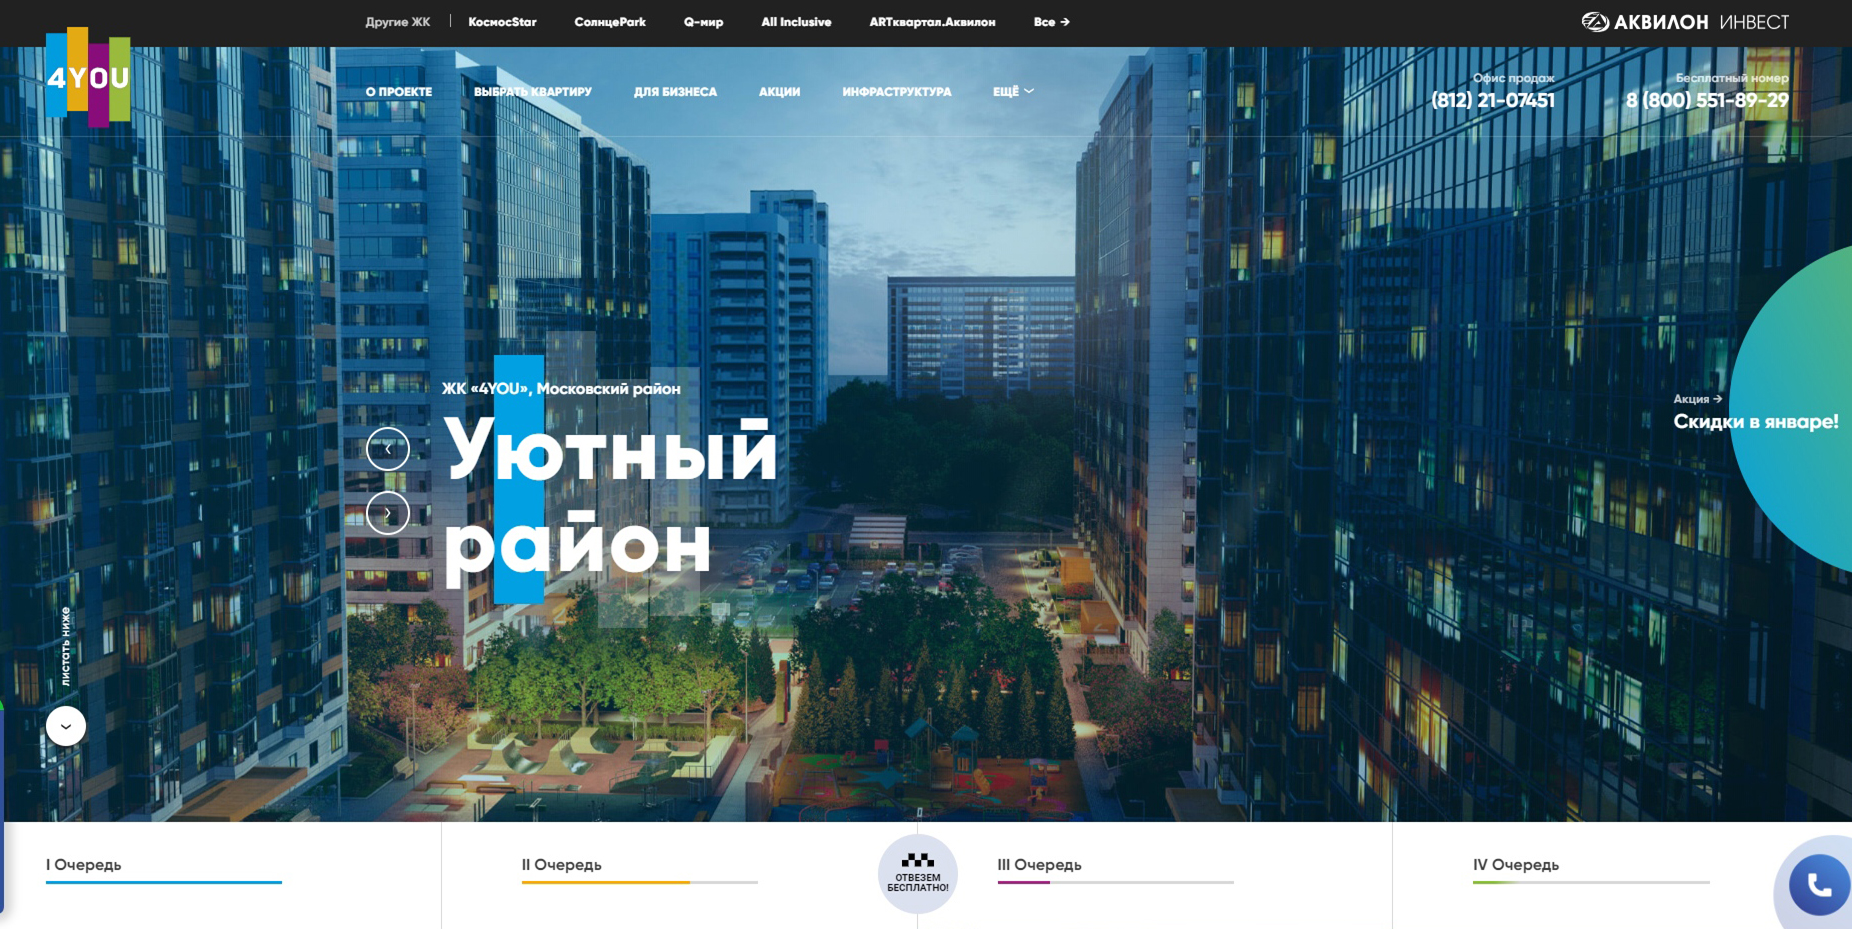 Другие ЖК
КосмосStar
СолнцеPark
Q-мир
All Inclusive
ARTквартал.Аквилон
Все →
АКВИЛОН ИНВЕСТ
4YOU
О ПРОЕКТЕ
ВЫБРАТЬ КВАРТИРУ
ДЛЯ БИЗНЕСА
АКЦИИ
ИНФРАСТРУКТУРА
ЕЩЁ
Офис продаж
(812) 21-07451
Бесплатный номер
8 (800) 551-89-29
ЖК «4YOU», Московский район
Уютный
район
Акция →
Скидки в январе!
листать ниже
I Очередь
II Очередь
ОТВЕЗЕМ
БЕСПЛАТНО!
III Очередь
IV Очередь